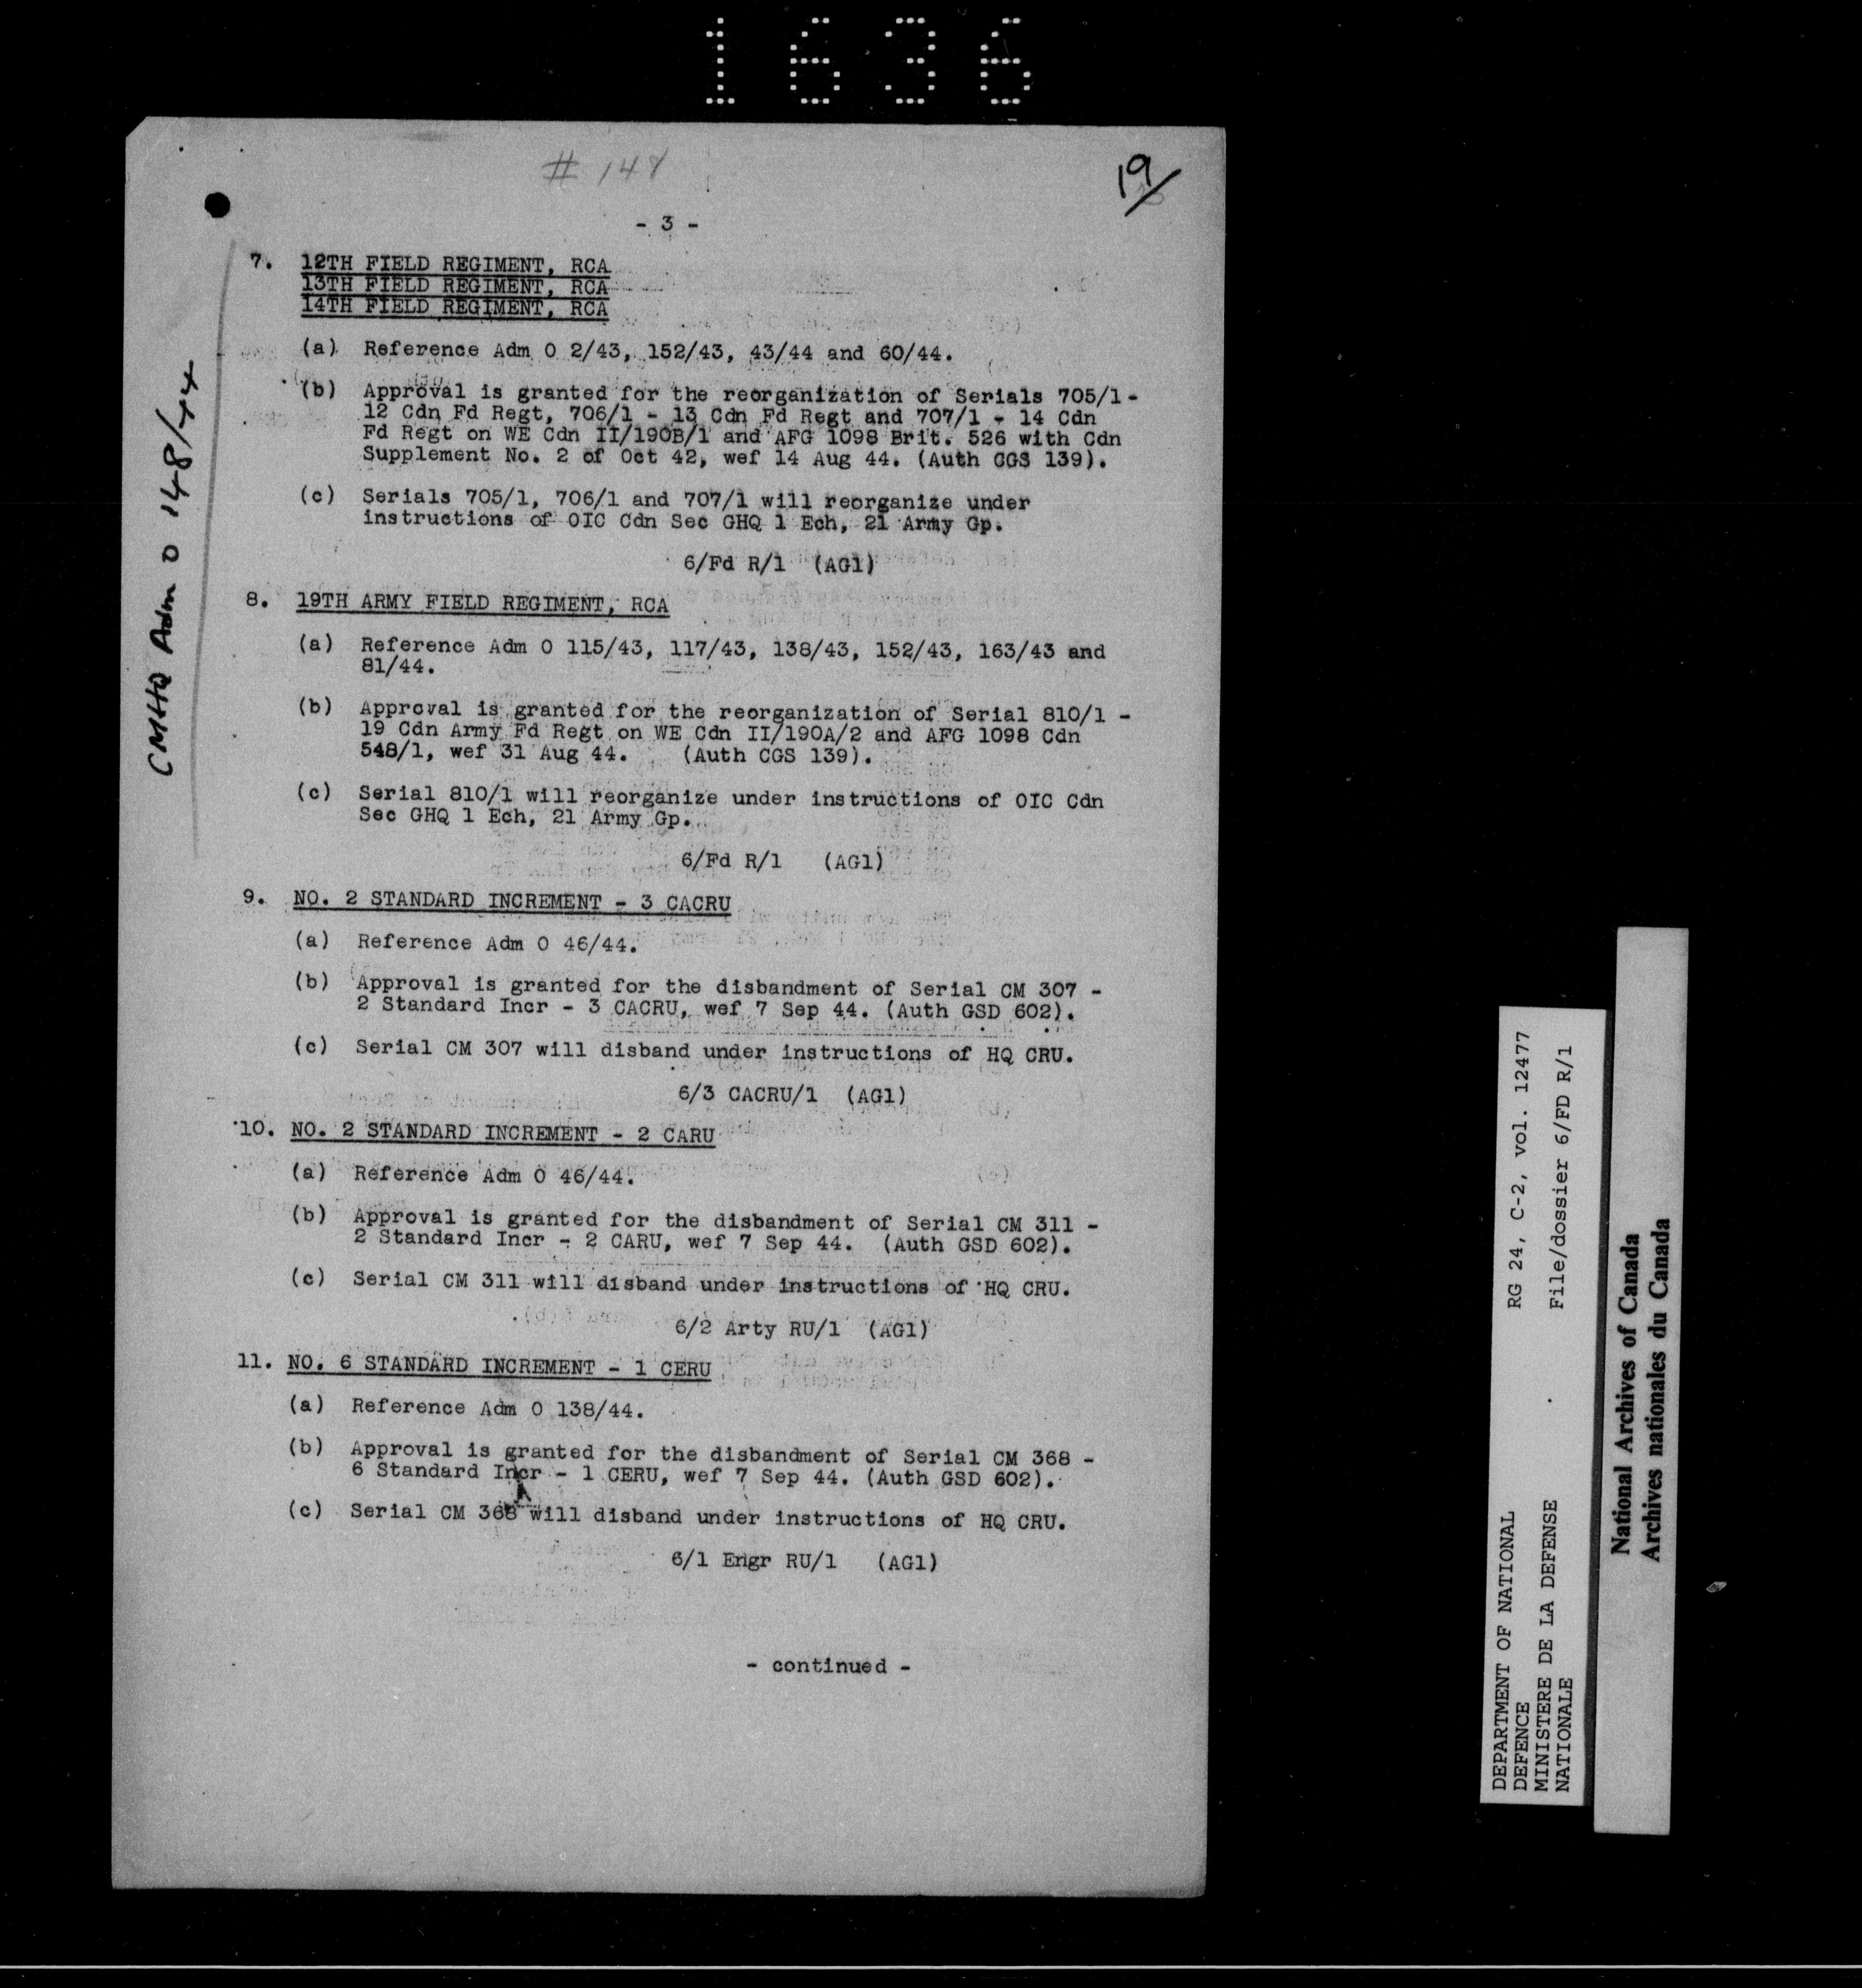 1636
# 148
19/
- 3 -
7. 12TH FIELD REGIMENT, RCA
13TH FIELD REGIMENT, RCA
14TH FIELD REGIMENT, RCA
(a) Reference Adm O 2/43, 152/43, 43/44 and 60/44.
(b) Approval is granted for the reorganization of Serials 705/1 -
12 Cdn Fd Regt, 706/1 - 13 Cdn Fd Regt and 707/1 - 14 Cdn
Fd Regt on WE Cdn II/190B/1 and AFG 1098 Brit. 526 with Cdn
Supplement No. 2 of Oct 42, wef 14 Aug 44. (Auth CGS 139).
(c) Serials 705/1, 706/1 and 707/1 will reorganize under
instructions of OIC Cdn Sec GHQ 1 Ech, 21 Army Gp.
6/Fd R/1 (AG1)
8. 19TH ARMY FIELD REGIMENT, RCA
(a) Reference Adm O 115/43, 117/43, 138/43, 152/43, 163/43 and
81/44.
(b) Approval is granted for the reorganization of Serial 810/1 -
19 Cdn Army Fd Regt on WE Cdn II/190A/2 and AFG 1098 Cdn
548/1, wef 31 Aug 44. (Auth CGS 139).
(c) Serial 810/1 will reorganize under instructions of OIC Cdn
Sec GHQ 1 Ech, 21 Army Gp.
6/Fd R/1 (AG1)
9. NO. 2 STANDARD INCREMENT - 3 CACRU
(a) Reference Adm O 46/44.
(b) Approval is granted for the disbandment of Serial CM 307 -
2 Standard Incr - 3 CACRU, wef 7 Sep 44. (Auth GSD 602).
(c) Serial CM 307 will disband under instructions of HQ CRU.
6/3 CACRU/1 (AG1)
10. NO. 2 STANDARD INCREMENT - 2 CARU
(a) Reference Adm O 46/44.
(b) Approval is granted for the disbandment of Serial CM 311 -
2 Standard Incr - 2 CARU, wef 7 Sep 44. (Auth GSD 602).
(c) Serial CM 311 will disband under instructions of HQ CRU.
6/2 Arty RU/1 (AG1)
11. NO. 6 STANDARD INCREMENT - 1 CERU
(a) Reference Adm O 138/44.
(b) Approval is granted for the disbandment of Serial CM 368 -
6 Standard Incr - 1 CERU, wef 7 Sep 44. (Auth GSD 602).
(c) Serial CM 368 will disband under instructions of HQ CRU.
6/1 Engr RU/1 (AG1)
- continued -
CMHQ Adm O 148/44
DEPARTMENT OF NATIONAL
DEFENCE
MINISTERE DE LA DEFENSE
NATIONALE
RG 24, C-2, vol. 12477
File/dossier 6/FD R/1
National Archives of Canada
Archives nationales du Canada